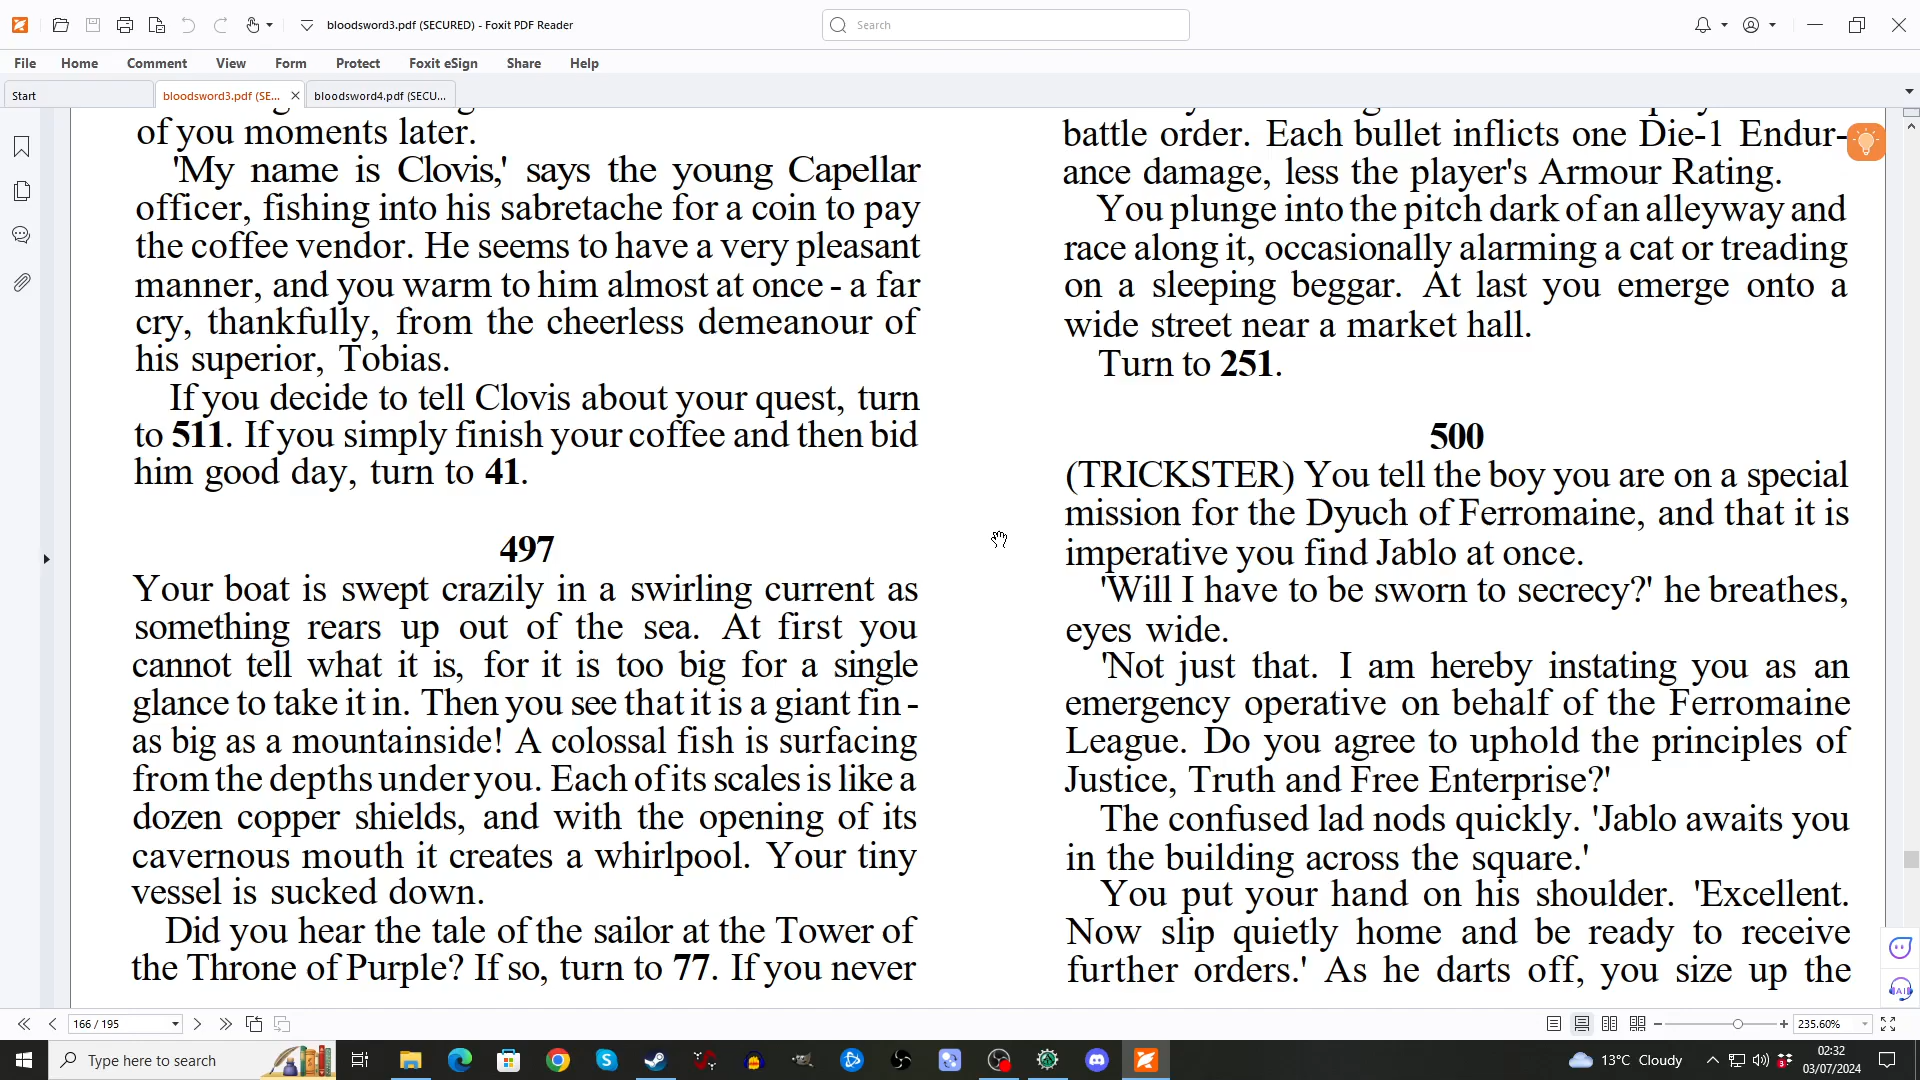 bloodsword3.pdf (SECURED) - Foxit PDF Reader
Search
File Home Comment View Form Protect Foxit eSign Share Help
Start bloodsword3.pdf (SE... bloodsword4.pdf (SECU...
of you moments later.
'My name is Clovis,' says the young Capellar
officer, fishing into his sabretache for a coin to pay
the coffee vendor. He seems to have a very pleasant
manner, and you warm to him almost at once - a far
cry, thankfully, from the cheerless demeanour of
his superior, Tobias.
If you decide to tell Clovis about your quest, turn
to 511. If you simply finish your coffee and then bid
him good day, turn to 41.
497
Your boat is swept crazily in a swirling current as
something rears up out of the sea. At first you
cannot tell what it is, for it is too big for a single
glance to take it in. Then you see that it is a giant fin -
as big as a mountainside! A colossal fish is surfacing
from the depths under you. Each of its scales is like a
dozen copper shields, and with the opening of its
cavernous mouth it creates a whirlpool. Your tiny
vessel is sucked down.
Did you hear the tale of the sailor at the Tower of
the Throne of Purple? If so, turn to 77. If you never
battle order. Each bullet inflicts one Die-1 Endur-
ance damage, less the player's Armour Rating.
You plunge into the pitch dark of an alleyway and
race along it, occasionally alarming a cat or treading
on a sleeping beggar. At last you emerge onto a
wide street near a market hall.
Turn to 251.
500
(TRICKSTER) You tell the boy you are on a special
mission for the Dyuch of Ferromaine, and that it is
imperative you find Jablo at once.
'Will I have to be sworn to secrecy?' he breathes,
eyes wide.
'Not just that. I am hereby instating you as an
emergency operative on behalf of the Ferromaine
League. Do you agree to uphold the principles of
Justice, Truth and Free Enterprise?'
The confused lad nods quickly. 'Jablo awaits you
in the building across the square.'
You put your hand on his shoulder. 'Excellent.
Now slip quietly home and be ready to receive
further orders.' As he darts off, you size up the
166 / 195
235.60%
Type here to search
13°C Cloudy
02:32
03/07/2024